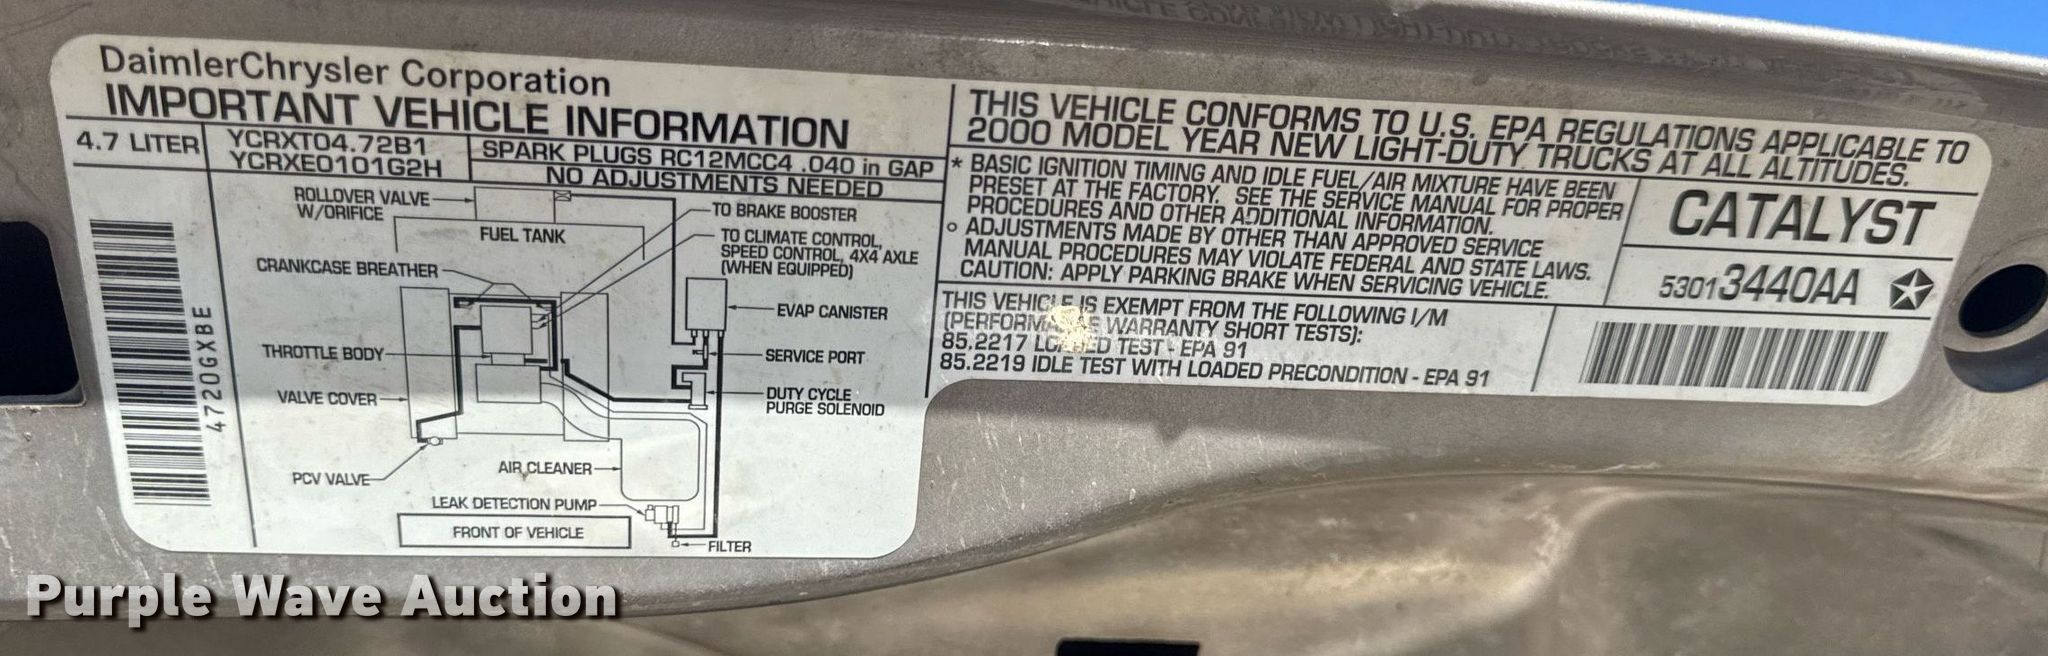 DaimlerChrysler Corporation
IMPORTANT VEHICLE INFORMATION
4.7 LITER
YCRXT04.72B1
YCRXE0101G2H
SPARK PLUGS RC12MCC4 .040 in GAP
NO ADJUSTMENTS NEEDED
ROLLOVER VALVE
W/ORIFICE
FUEL TANK
TO BRAKE BOOSTER
TO CLIMATE CONTROL,
SPEED CONTROL, 4X4 AXLE
(WHEN EQUIPPED)
CRANKCASE BREATHER
EVAP CANISTER
THROTTLE BODY
SERVICE PORT
VALVE COVER
DUTY CYCLE
PURGE SOLENOID
PCV VALVE
AIR CLEANER
LEAK DETECTION PUMP
FRONT OF VEHICLE
FILTER
4720GXBE
THIS VEHICLE CONFORMS TO U.S. EPA REGULATIONS APPLICABLE TO
2000 MODEL YEAR NEW LIGHT-DUTY TRUCKS AT ALL ALTITUDES.
* BASIC IGNITION TIMING AND IDLE FUEL/AIR MIXTURE HAVE BEEN
PRESET AT THE FACTORY. SEE THE SERVICE MANUAL FOR PROPER
PROCEDURES AND OTHER ADDITIONAL INFORMATION.
o ADJUSTMENTS MADE BY OTHER THAN APPROVED SERVICE
MANUAL PROCEDURES MAY VIOLATE FEDERAL AND STATE LAWS.
CAUTION: APPLY PARKING BRAKE WHEN SERVICING VEHICLE.
CATALYST
53013440AA
THIS VEHICLE IS EXEMPT FROM THE FOLLOWING I/M
(PERFORMANCE WARRANTY SHORT TESTS):
85.2217 LOADED TEST - EPA 91
85.2219 IDLE TEST WITH LOADED PRECONDITION - EPA 91
Purple Wave Auction